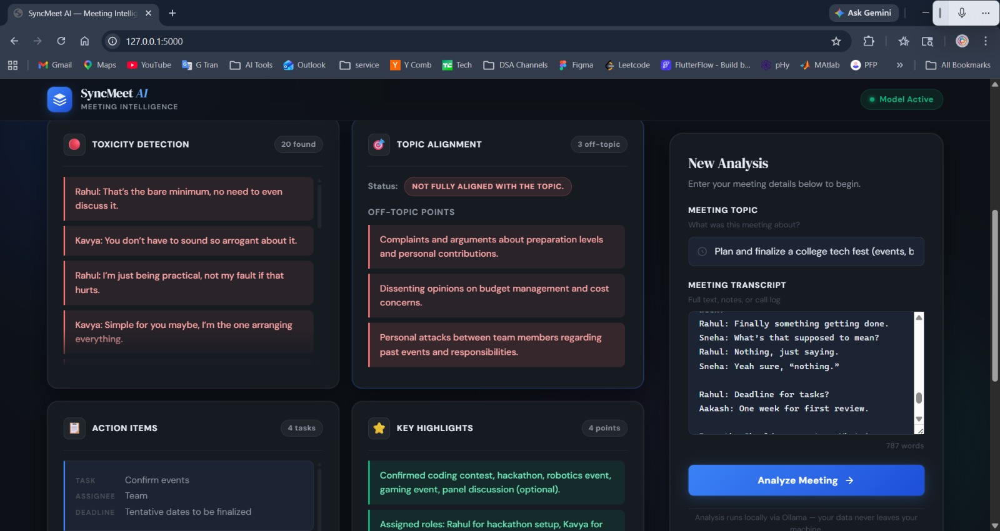 SyncMeet AI — Meeting Intellig
Ask Gemini
127.0.0.1:5000
Gmail
Maps
YouTube
G Tran
AI Tools
Outlook
service
Y Comb
Tech
DSA Channels
Figma
Leetcode
FlutterFlow - Build b...
pHy
MAtlab
PFP
All Bookmarks
SyncMeet AI
MEETING INTELLIGENCE
Model Active
TOXICITY DETECTION
20 found
Rahul: That’s the bare minimum, no need to even
discuss it.
Kavya: You don’t have to sound so arrogant about it.
Rahul: I’m just being practical, not my fault if that
hurts.
Kavya: Simple for you maybe, I’m the one arranging
everything.
TOPIC ALIGNMENT
3 off-topic
Status: NOT FULLY ALIGNED WITH THE TOPIC.
OFF-TOPIC POINTS
Complaints and arguments about preparation levels
and personal contributions.
Dissenting opinions on budget management and cost
concerns.
Personal attacks between team members regarding
past events and responsibilities.
ACTION ITEMS
4 tasks
TASK Confirm events
ASSIGNEE Team
DEADLINE Tentative dates to be finalized
KEY HIGHLIGHTS
4 points
Confirmed coding contest, hackathon, robotics event,
gaming event, panel discussion (optional).
Assigned roles: Rahul for hackathon setup, Kavya for
New Analysis
Enter your meeting details below to begin.
MEETING TOPIC
What was this meeting about?
Plan and finalize a college tech fest (events, b
MEETING TRANSCRIPT
Full text, notes, or call log
Rahul: Finally something getting done.
Sneha: What’s that supposed to mean?
Rahul: Nothing, just saying.
Sneha: Yeah sure, “nothing.”
Rahul: Deadline for tasks?
Aakash: One week for first review.
787 words
Analyze Meeting →
Analysis runs locally via Ollama — your data never leaves your
machine.